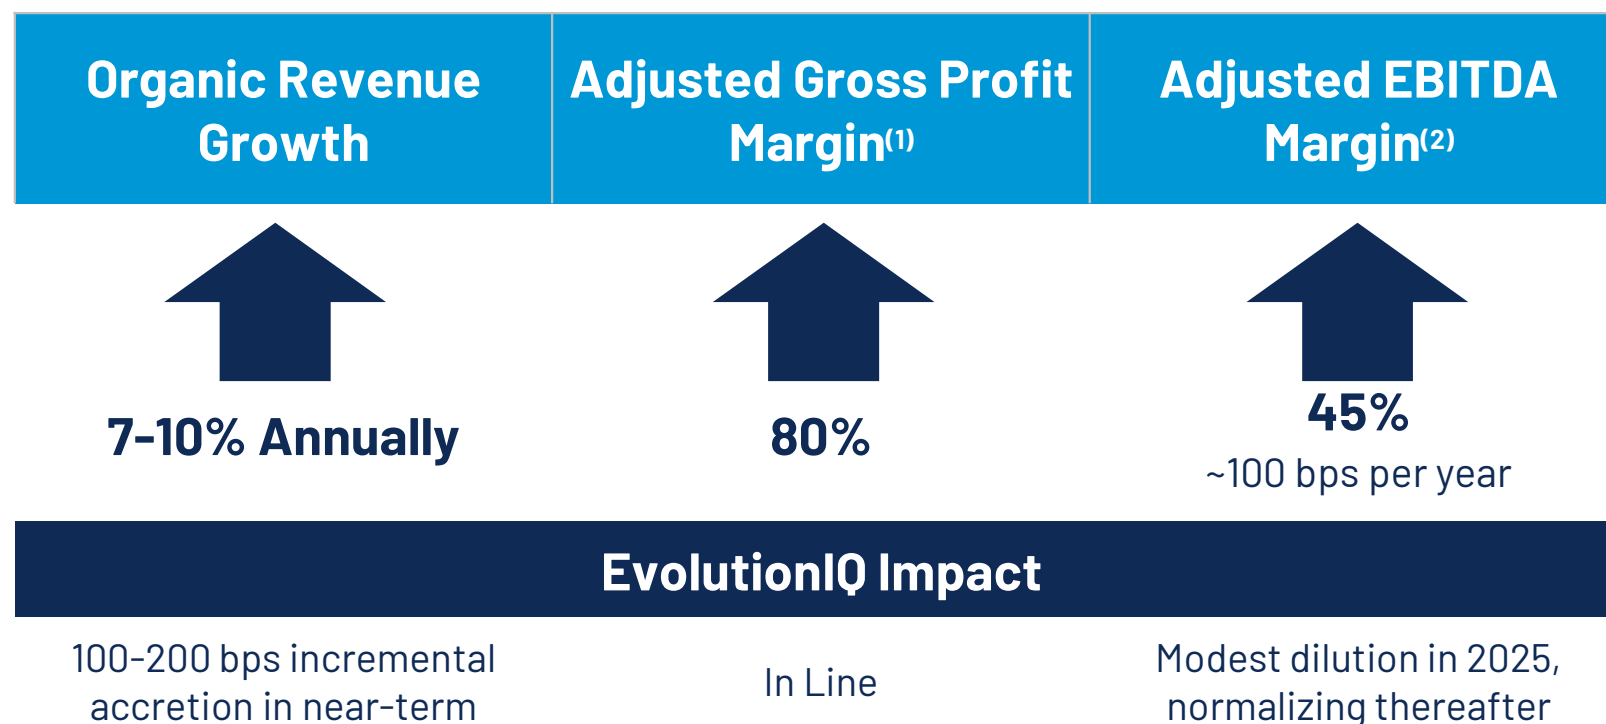 Organic Revenue
Growth
Adjusted Gross Profit
Margin(1)
Adjusted EBITDA
Margin(2)
7-10% Annually
80%
45%
~100 bps per year
EvolutionIQ Impact
100-200 bps incremental
accretion in near-term
In Line
Modest dilution in 2025,
normalizing thereafter